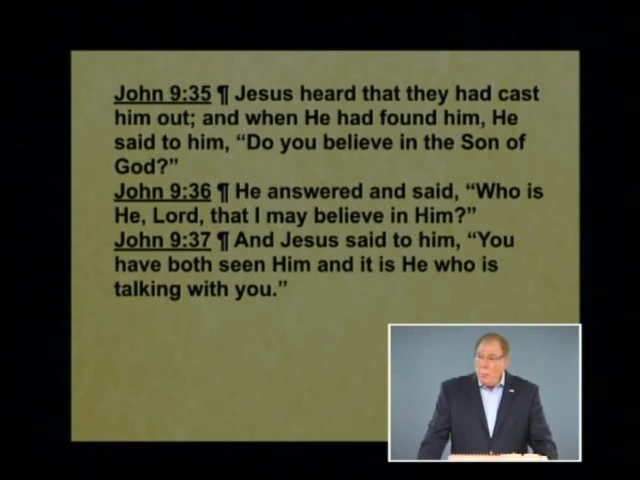 John 9:35 ¶ Jesus heard that they had cast
him out; and when He had found him, He
said to him, “Do you believe in the Son of
God?”
John 9:36 ¶ He answered and said, “Who is
He, Lord, that I may believe in Him?”
John 9:37 ¶ And Jesus said to him, “You
have both seen Him and it is He who is
talking with you.”